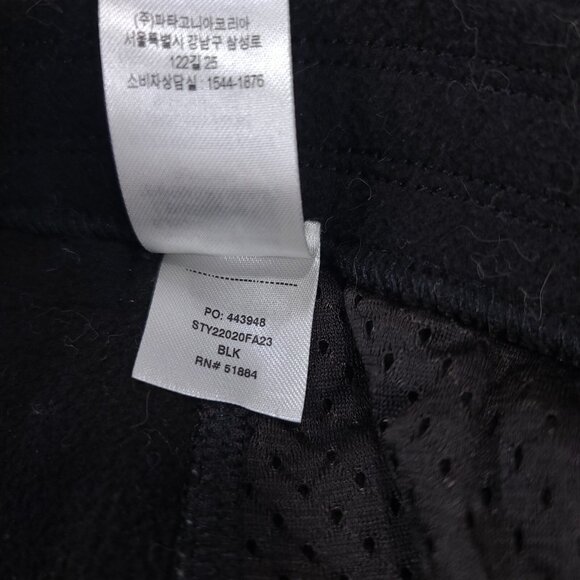 (주)파타고니아코리아
서울특별시 강남구 삼성로
122길 25
소비자상담실 : 1544-1876
PO: 443948
STY22020FA23
BLK
RN# 51884